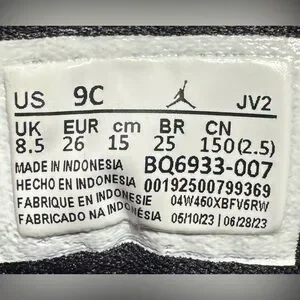 US 9C JV2
UK EUR cm BR CN
8.5 26 15 25 150(2.5)
MADE IN INDONESIA BQ6933-007
HECHO EN INDONESIA 00192500799369
FABRIQUE EN INDONESIE 04W460XBFV6RW
FABRICADO NA INDONÉSIA 05/10/23 | 06/28/23